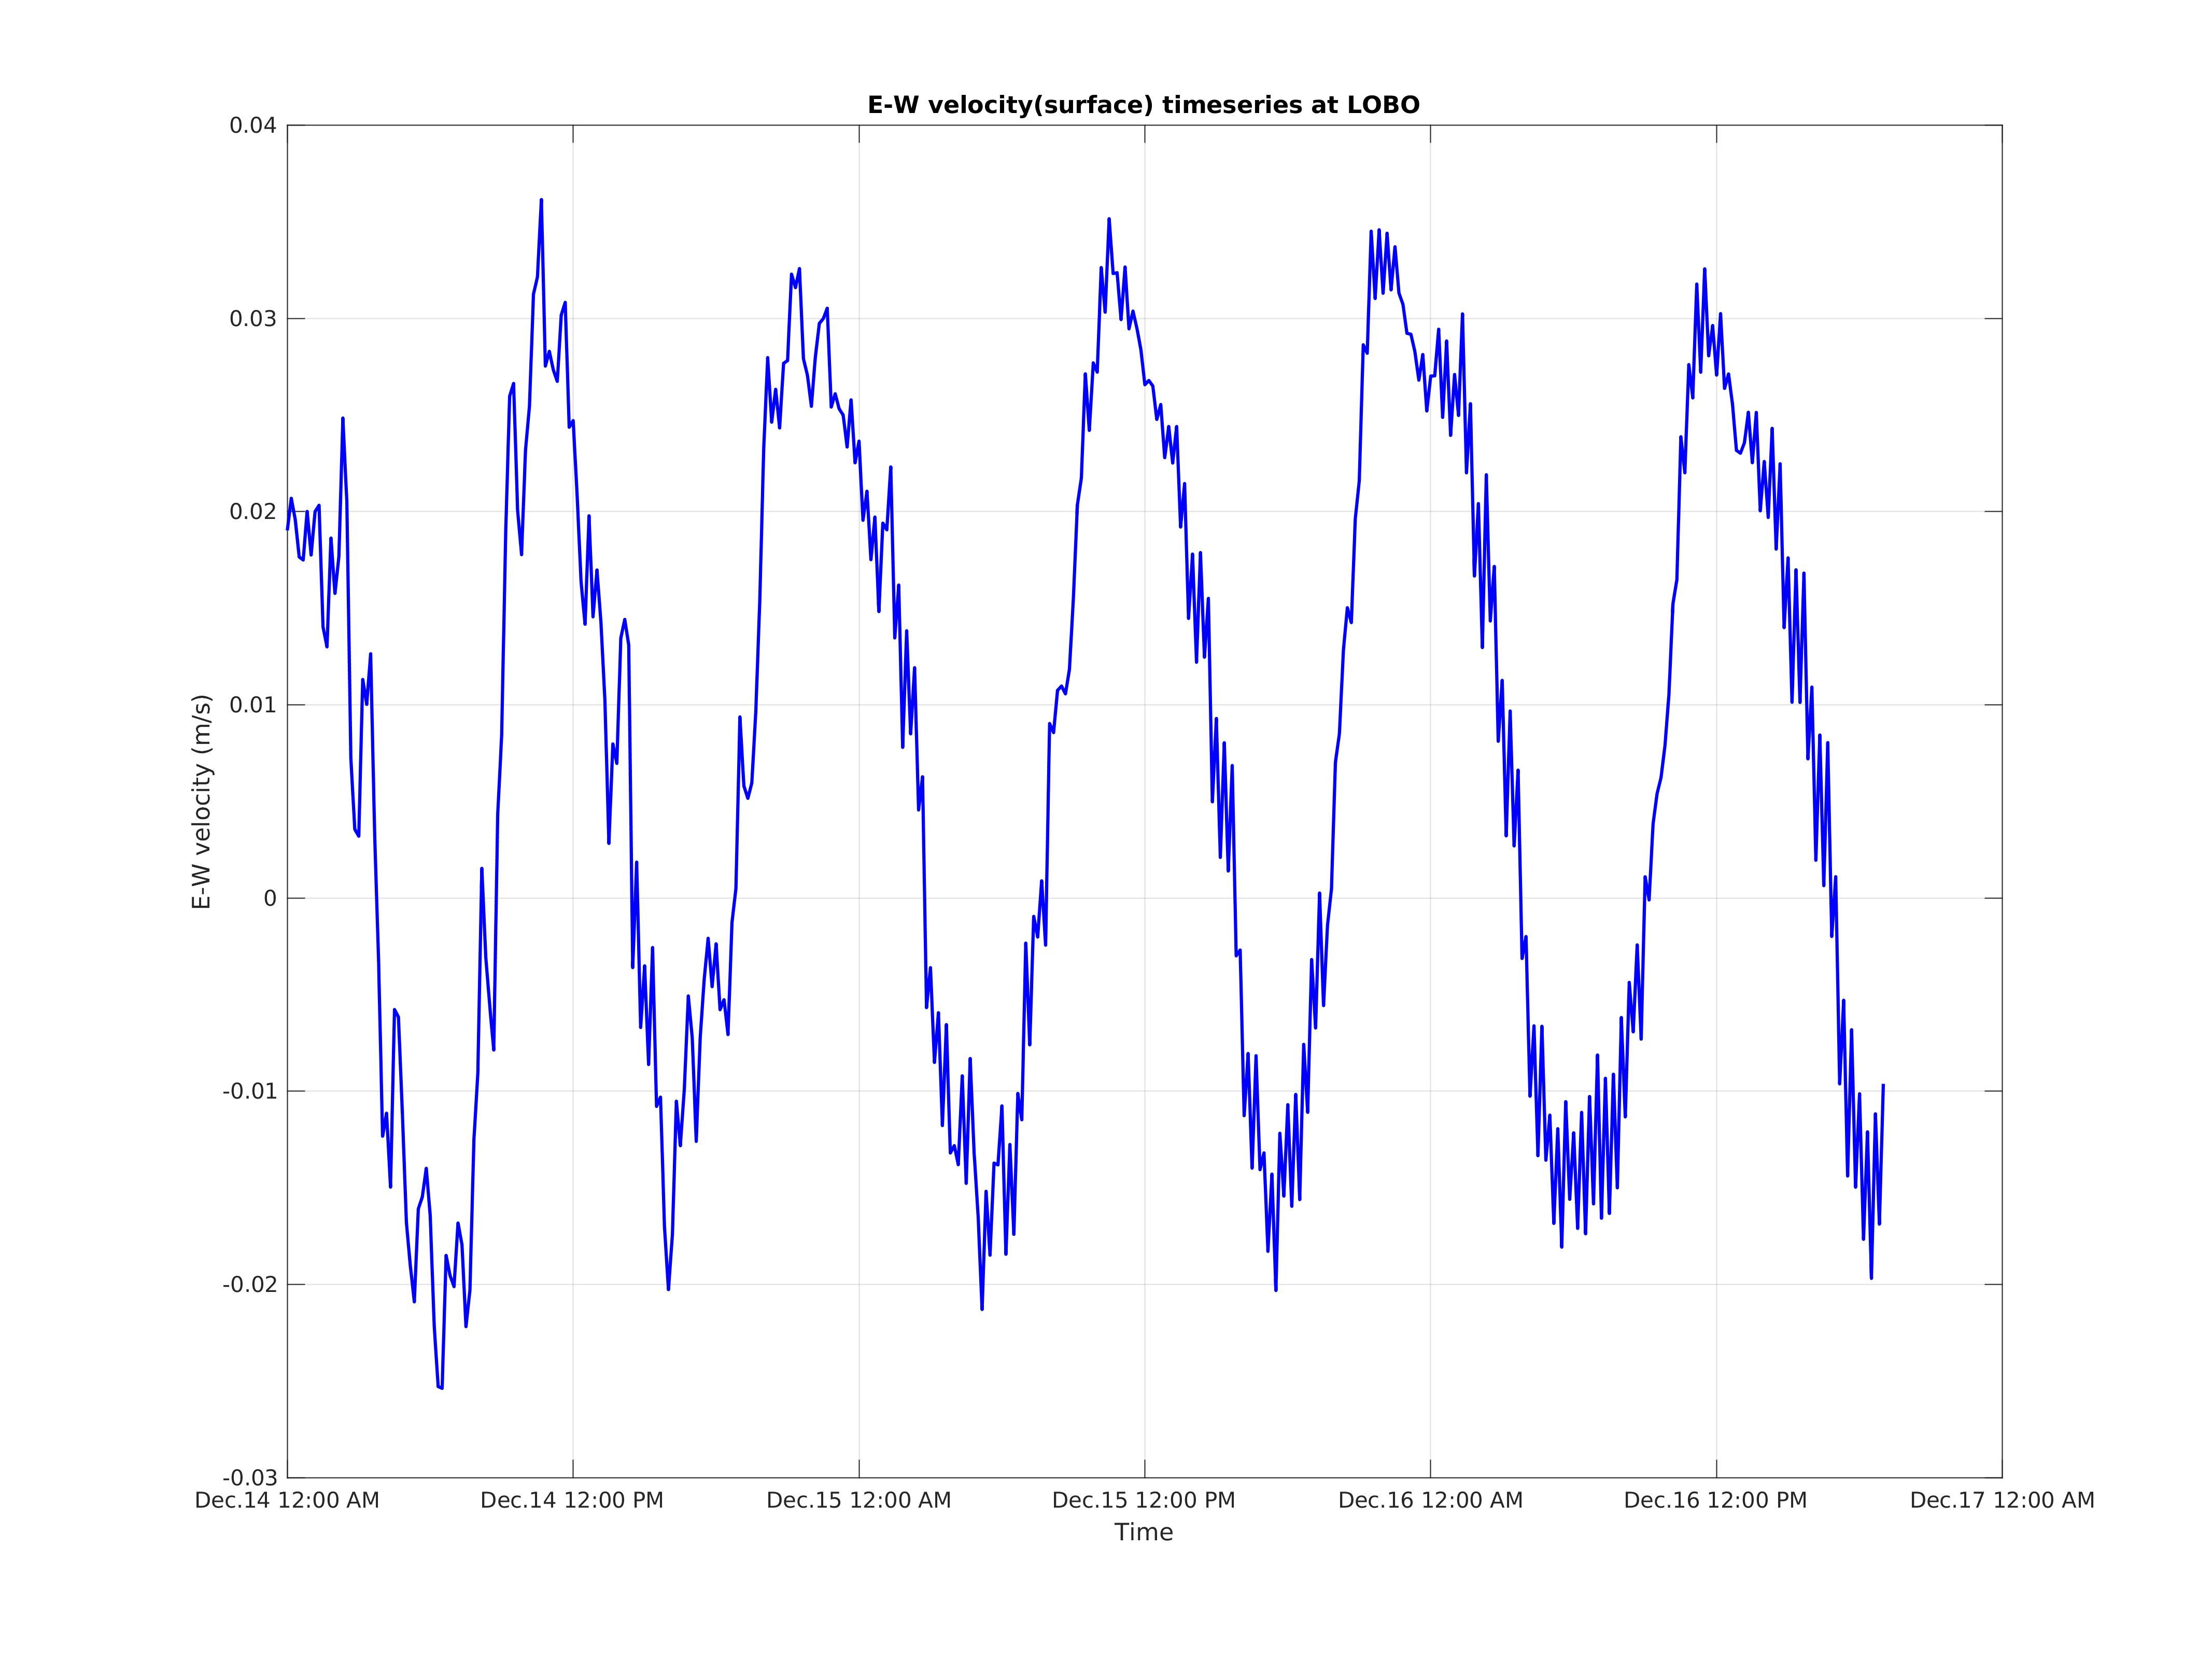 E-W velocity(surface) timeseries at LOBO
0.04
0.03
0.02
0.01
0
-0.01
-0.02
-0.03
E-W velocity (m/s)
Dec.14 12:00 AM Dec.14 12:00 PM Dec.15 12:00 AM Dec.15 12:00 PM Dec.16 12:00 AM Dec.16 12:00 PM Dec.17 12:00 AM
Time